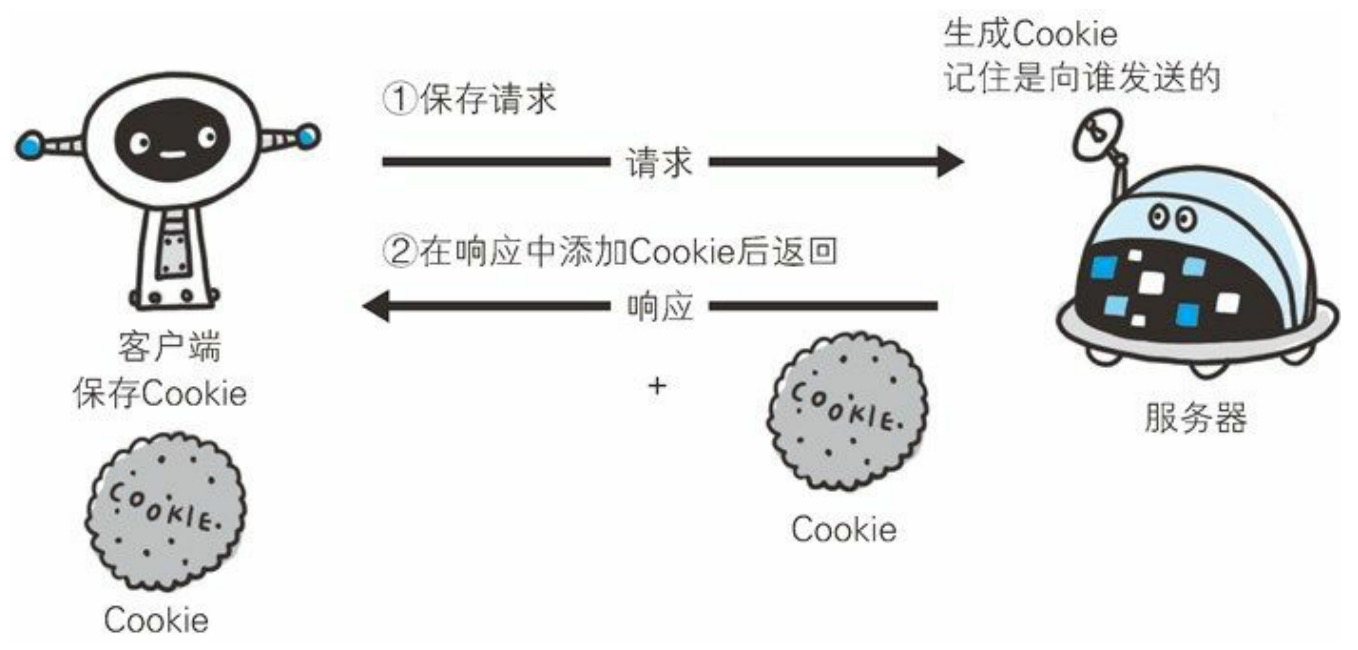 生成Cookie
记住是向谁发送的
①保存请求
请求
②在响应中添加Cookie后返回
响应
客户端
保存Cookie
+
COOKIE.
Cookie
服务器
COOKIE.
Cookie